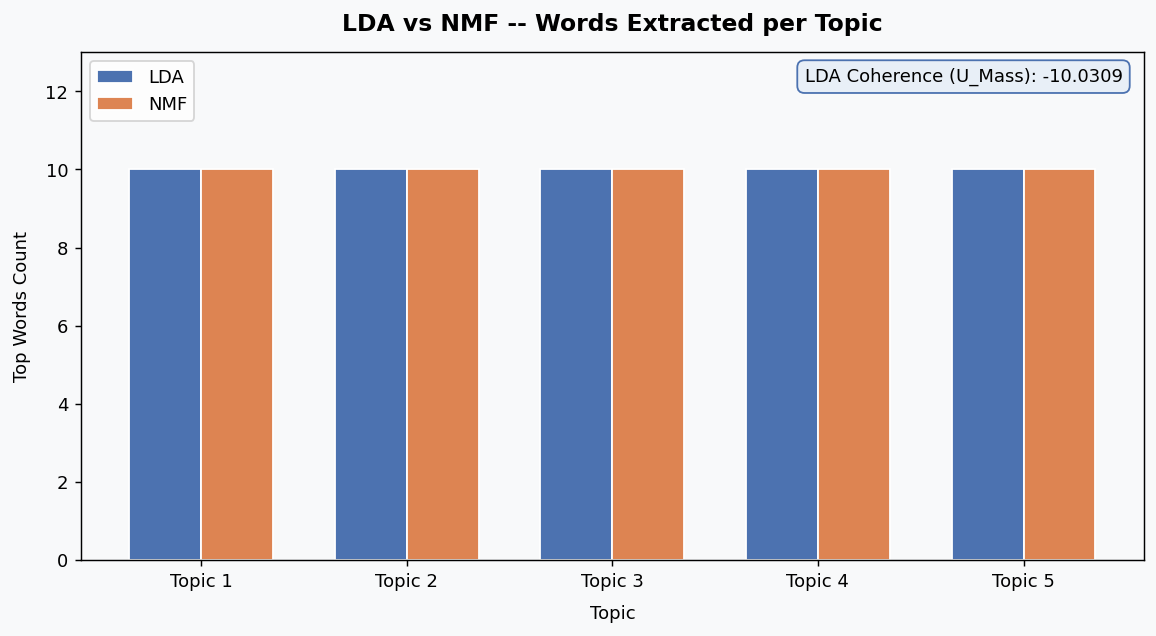 LDA vs NMF -- Words Extracted per Topic
LDA
NMF
LDA Coherence (U_Mass): -10.0309
Top Words Count
12
10
8
6
4
2
0
Topic 1
Topic 2
Topic 3
Topic 4
Topic 5
Topic